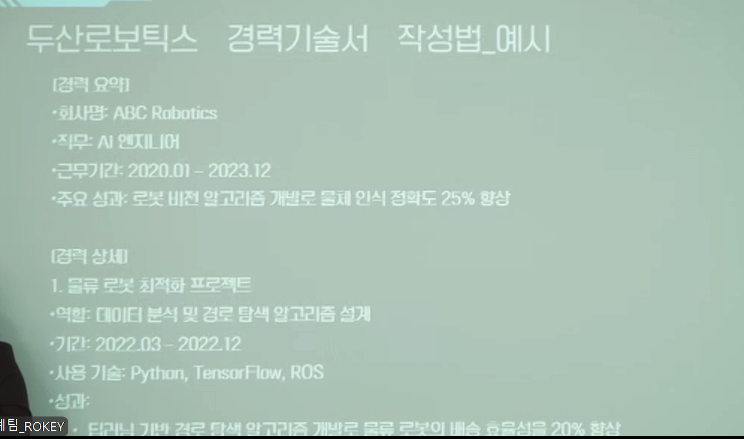 두산로보틱스 경력기술서 작성법_예시
[경력 요약]
•회사명: ABC Robotics
•직무: AI 엔지니어
•근무기간: 2020.01 – 2023.12
•주요 성과: 로봇 비전 알고리즘 개발로 물체 인식 정확도 25% 향상
[경력 상세]
1. 물류 로봇 최적화 프로젝트
•역할: 데이터 분석 및 경로 탐색 알고리즘 설계
•기간: 2022.03 – 2022.12
•사용 기술: Python, TensorFlow, ROS
•성과:
• 딥러닝 기반 경로 탐색 알고리즘 개발로 물류 로봇의 배송 효율성을 20% 향상
팀_ROKEY